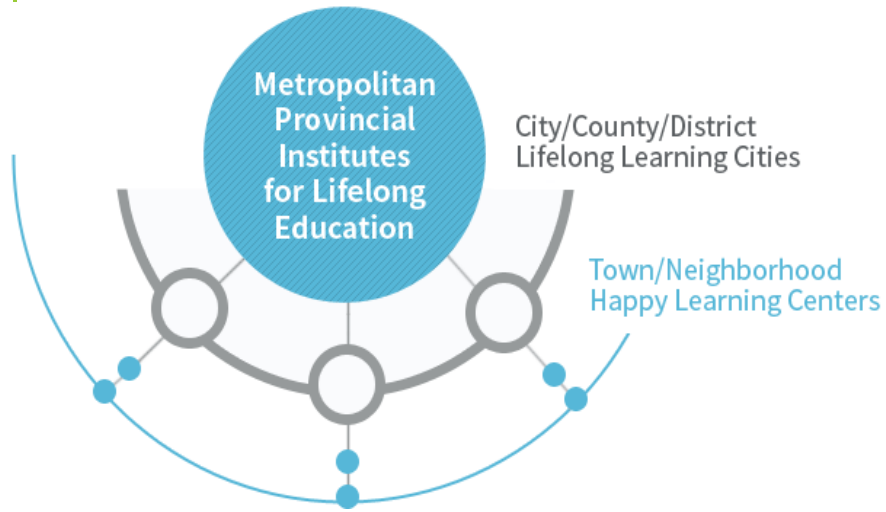 Metropolitan
Provincial
Institutes
for Lifelong
Education
City/County/District
Lifelong Learning Cities
Town/Neighborhood
Happy Learning Centers